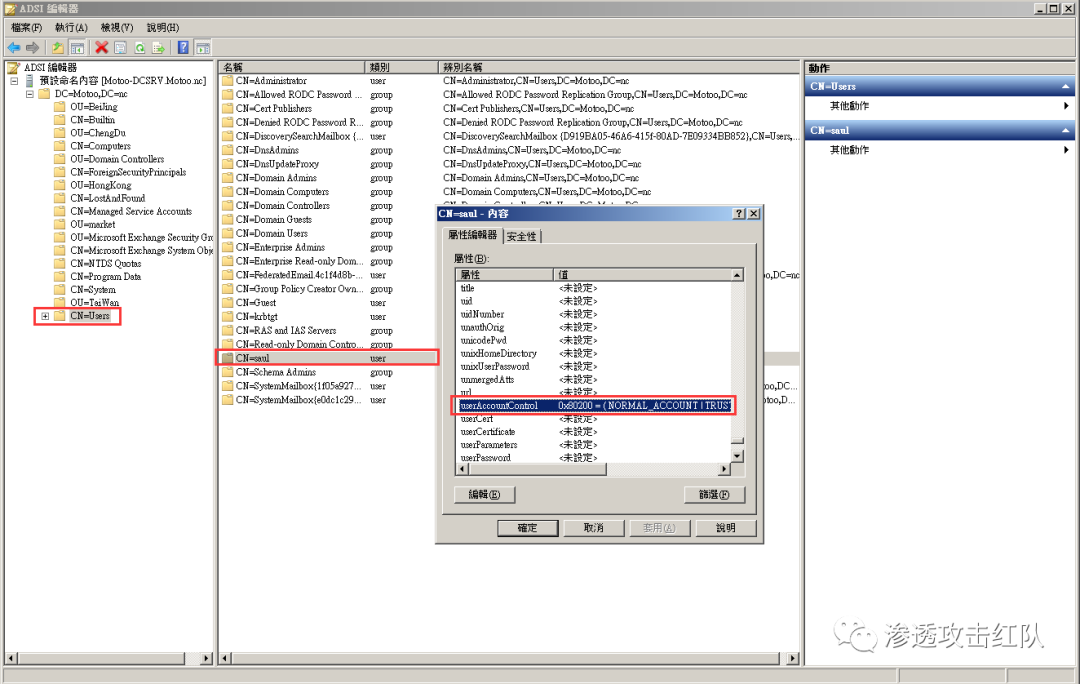 ADSI 編輯器
檔案(F) 執行(A) 檢視(V) 說明(H)
ADSI 編輯器
預設命名內容 [Motoo-DCSRV.Motoo.nc]
DC=Motoo,DC=nc
OU=BeiJing
CN=Builtin
OU=ChengDu
CN=Computers
OU=Domain Controllers
CN=ForeignSecurityPrincipals
OU=HongKong
CN=LostAndFound
CN=Managed Service Accounts
OU=market
OU=Microsoft Exchange Security Gro
CN=Microsoft Exchange System Obje
CN=NTDS Quotas
CN=Program Data
CN=System
OU=TaiWan
CN=Users
名稱 類別 辨別名稱
CN=Administrator user CN=Administrator,CN=Users,DC=Motoo,DC=nc
CN=Allowed RODC Password ... group CN=Allowed RODC Password Replication Group,CN=Users,DC=Motoo,DC=nc
CN=Cert Publishers group CN=Cert Publishers,CN=Users,DC=Motoo,DC=nc
CN=Denied RODC Password R... group CN=Denied RODC Password Replication Group,CN=Users,DC=Motoo,DC=nc
CN=DiscoverySearchMailbox {... user CN=DiscoverySearchMailbox {D919BA05-46A6-415f-80AD-7E09334BB852},CN=Users,...
CN=DnsAdmins group CN=DnsAdmins,CN=Users,DC=Motoo,DC=nc
CN=DnsUpdateProxy group CN=DnsUpdateProxy,CN=Users,DC=Motoo,DC=nc
CN=Domain Admins group CN=Domain Admins,CN=Users,DC=Motoo,DC=nc
CN=Domain Computers group CN=Domain Computers,CN=Users,DC=Motoo,DC=nc
CN=Domain Controllers group CN=Domain Controllers,CN=Users,DC=Motoo,DC=nc
CN=Domain Guests group
CN=Domain Users group
CN=Enterprise Admins group
CN=Enterprise Read-only Dom... group
CN=FederatedEmail.4c1f4d8b-... user oo,DC=nc
CN=Group Policy Creator Own... group
CN=Guest user
CN=krbtgt user
CN=RAS and IAS Servers group
CN=Read-only Domain Contro... group
CN=saul user
CN=Schema Admins group
CN=SystemMailbox{1f05a927... user too,DC...
CN=SystemMailbox{e0dc1c29... user otoo,D...
CN=saul - 內容
屬性編輯器 安全性
屬性(B):
屬性 值
title <未設定>
uid <未設定>
uidNumber <未設定>
unauthOrig <未設定>
unicodePwd <未設定>
unixHomeDirectory <未設定>
unixUserPassword <未設定>
unmergedAtts <未設定>
url <未設定>
userAccountControl 0x80200 = ( NORMAL_ACCOUNT | TRUS
userCert <未設定>
userCertificate <未設定>
userParameters <未設定>
userPassword <未設定>
編輯(E) 篩選(F)
確定 取消 套用(A) 說明
動作
CN=Users
其他動作
CN=saul
其他動作
渗透攻击红队